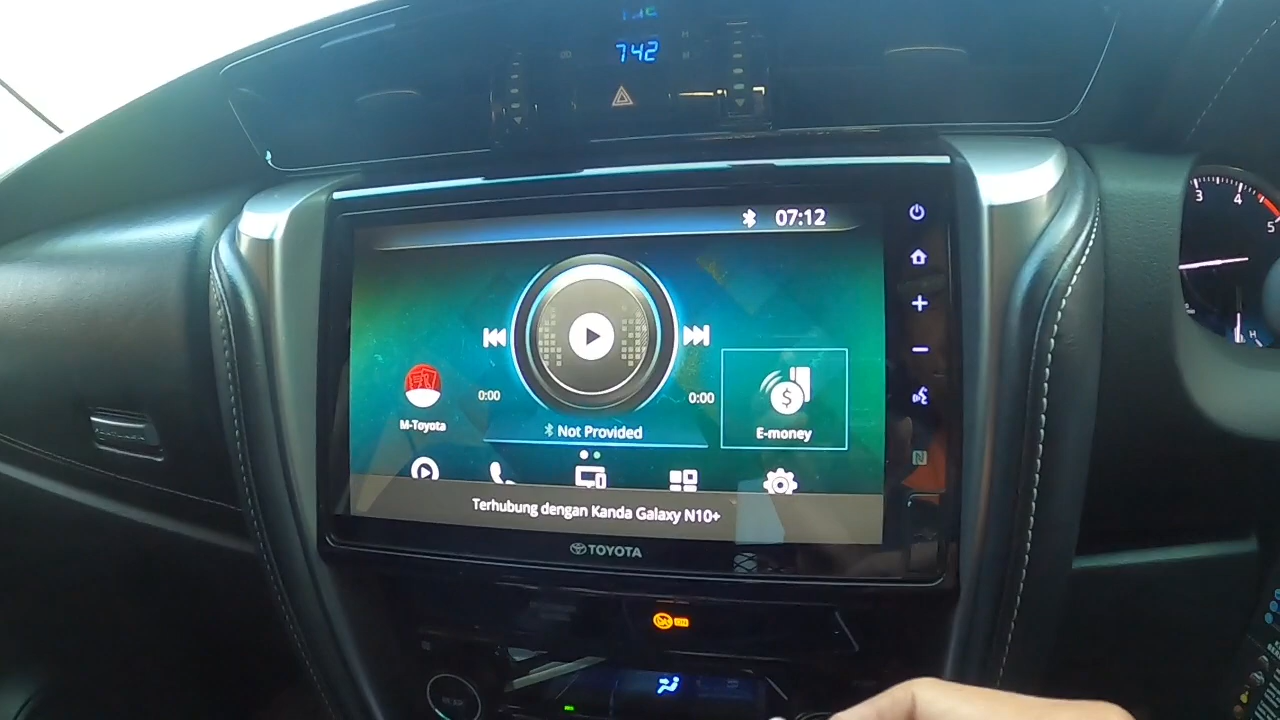 742
07:12
3
4
5
0:00
0:00
M-Toyota
Not Provided
E-money
Terhubung dengan Kanda Galaxy N10+
TOYOTA
H